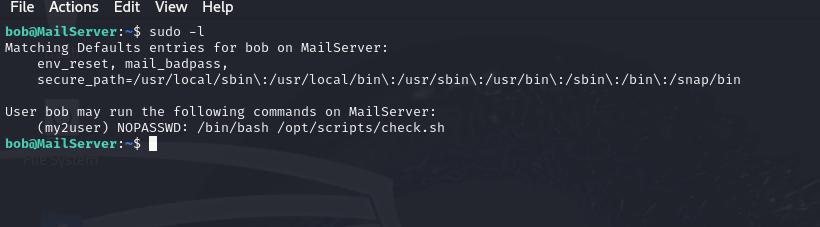 File Actions Edit View Help
bob@MailServer:~$ sudo -l
Matching Defaults entries for bob on MailServer:
    env_reset, mail_badpass,
    secure_path=/usr/local/sbin\:/usr/local/bin\:/usr/sbin\:/usr/bin\:/sbin\:/bin\:/snap/bin

User bob may run the following commands on MailServer:
    (my2user) NOPASSWD: /bin/bash /opt/scripts/check.sh
bob@MailServer:~$
File System